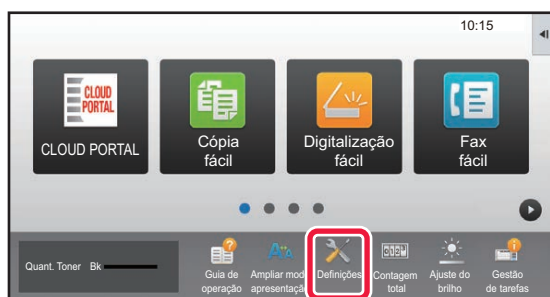 10:15
CLOUD
PORTAL
CLOUD PORTAL
Cópia
fácil
Digitalização
fácil
Fax
fácil
Quant. Toner Bk
Guia de
operação
Ampliar modo
apresentação
Definições
Contagem
total
Ajuste do
brilho
Gestão
de tarefas